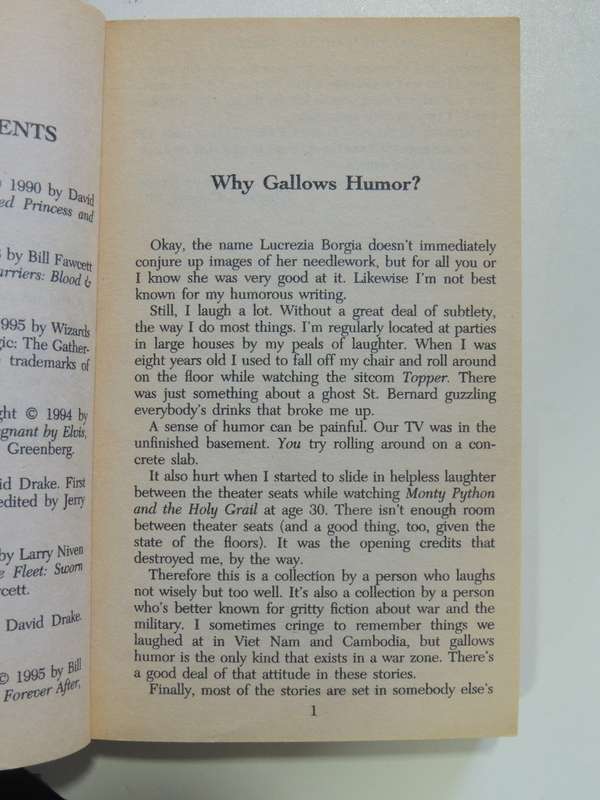 ENTS
© 1990 by David
ed Princess and
by Bill Fawcett
arriers: Blood &
1995 by Wizards
gic: The Gather-
trademarks of
ght © 1994 by
gnant by Elvis,
Greenberg.
id Drake. First
edited by Jerry
by Larry Niven
e Fleet: Sworn
cett.
David Drake.
© 1995 by Bill
Forever After,
Why Gallows Humor?
Okay, the name Lucrezia Borgia doesn't immediately
conjure up images of her needlework, but for all you or
I know she was very good at it. Likewise I'm not best
known for my humorous writing.
Still, I laugh a lot. Without a great deal of subtlety,
the way I do most things. I'm regularly located at parties
in large houses by my peals of laughter. When I was
eight years old I used to fall off my chair and roll around
on the floor while watching the sitcom Topper. There
was just something about a ghost St. Bernard guzzling
everybody's drinks that broke me up.
A sense of humor can be painful. Our TV was in the
unfinished basement. You try rolling around on a con-
crete slab.
It also hurt when I started to slide in helpless laughter
between the theater seats while watching Monty Python
and the Holy Grail at age 30. There isn't enough room
between theater seats (and a good thing, too, given the
state of the floors). It was the opening credits that
destroyed me, by the way.
Therefore this is a collection by a person who laughs
not wisely but too well. It's also a collection by a person
who's better known for gritty fiction about war and the
military. I sometimes cringe to remember things we
laughed at in Viet Nam and Cambodia, but gallows
humor is the only kind that exists in a war zone. There's
a good deal of that attitude in these stories.
Finally, most of the stories are set in somebody else's
1